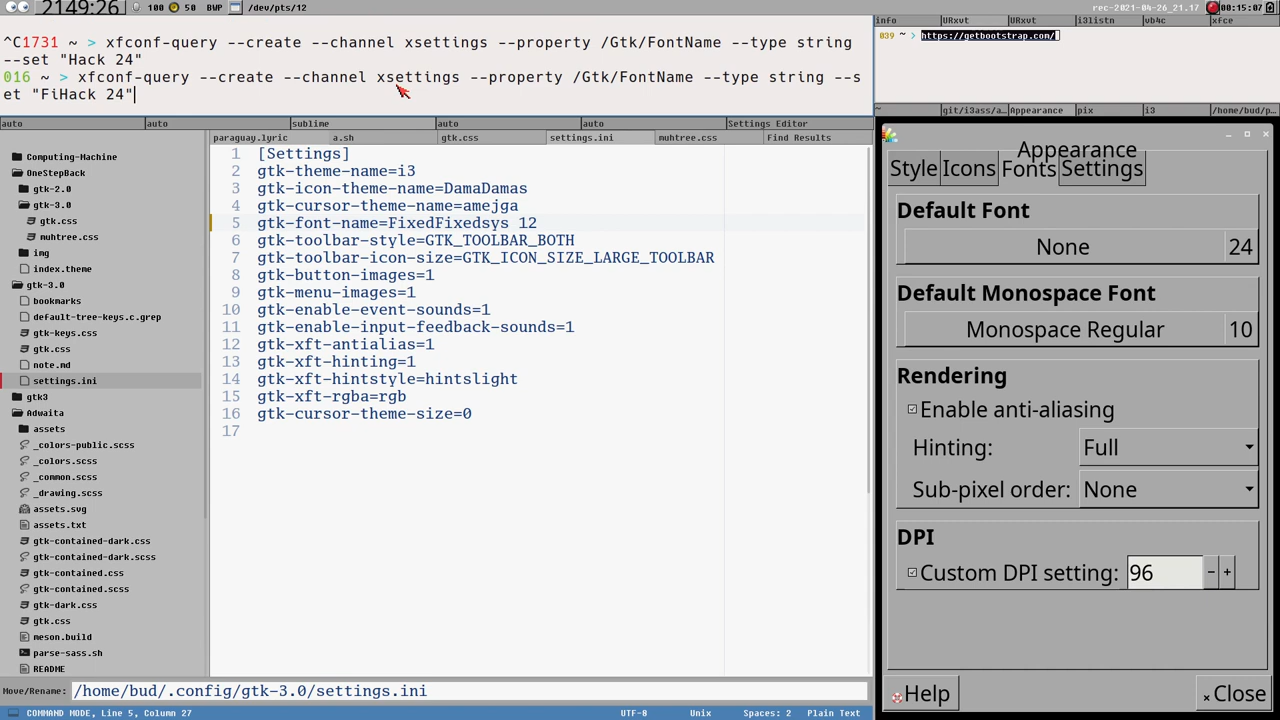 2149:26 100 50 BWP /dev/pts/12 rec-2021-04-26_21.17 00:15:07
^C1731 ~ > xfconf-query --create --channel xsettings --property /Gtk/FontName --type string
--set "Hack 24"
016 ~ > xfconf-query --create --channel xsettings --property /Gtk/FontName --type string --s
et "FiHack 24"
info URxvt URxvt i3listn vb4c xfce
039 ~ > https://getbootstrap.com/
~ git/i3ass/a Appearance pix i3 /home/bud/p
auto auto sublime auto auto Settings Editor
paraguay.lyric a.sh gtk.css settings.ini muhtree.css Find Results
Computing-Machine
OneStepBack
gtk-2.0
gtk-3.0
gtk.css
muhtree.css
img
index.theme
gtk-3.0
bookmarks
default-tree-keys.c.grep
gtk-keys.css
gtk.css
note.md
settings.ini
gtk3
Adwaita
assets
_colors-public.scss
_colors.scss
_common.scss
_drawing.scss
assets.svg
assets.txt
gtk-contained-dark.css
gtk-contained-dark.scss
gtk-contained.css
gtk-contained.scss
gtk-dark.css
gtk.css
meson.build
parse-sass.sh
README
1 [Settings]
2 gtk-theme-name=i3
3 gtk-icon-theme-name=DamaDamas
4 gtk-cursor-theme-name=amejga
5 gtk-font-name=FixedFixedsys 12
6 gtk-toolbar-style=GTK_TOOLBAR_BOTH
7 gtk-toolbar-icon-size=GTK_ICON_SIZE_LARGE_TOOLBAR
8 gtk-button-images=1
9 gtk-menu-images=1
10 gtk-enable-event-sounds=1
11 gtk-enable-input-feedback-sounds=1
12 gtk-xft-antialias=1
13 gtk-xft-hinting=1
14 gtk-xft-hintstyle=hintslight
15 gtk-xft-rgba=rgb
16 gtk-cursor-theme-size=0
17
Move/Rename: /home/bud/.config/gtk-3.0/settings.ini
COMMAND MODE, Line 5, Column 27 UTF-8 Unix Spaces: 2 Plain Text
Appearance
Style Icons Fonts Settings
Default Font
None 24
Default Monospace Font
Monospace Regular 10
Rendering
Enable anti-aliasing
Hinting: Full
Sub-pixel order: None
DPI
Custom DPI setting: 96 − +
Help Close